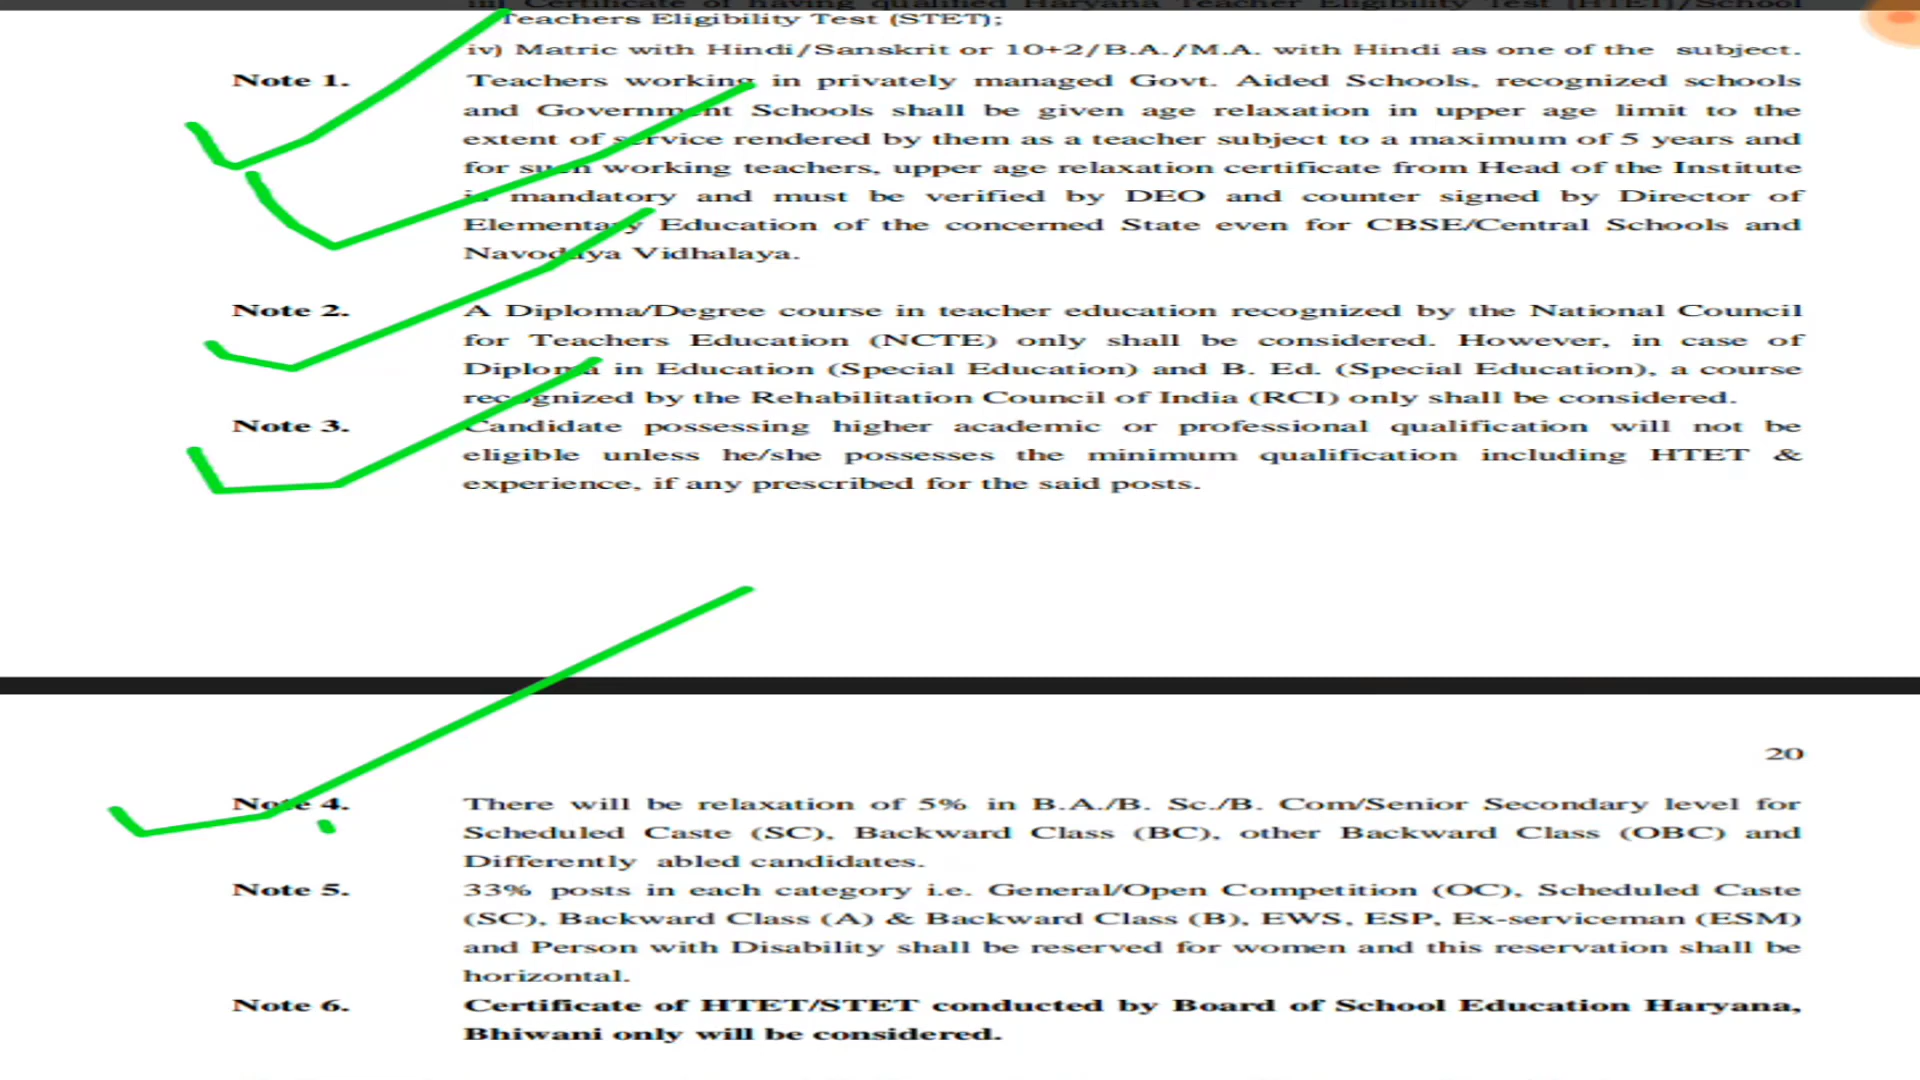 iii) Certificate of having qualified Haryana Teacher Eligibility Test (HTET)/School
Teachers Eligibility Test (STET);
iv) Matric with Hindi/Sanskrit or 10+2/B.A./M.A. with Hindi as one of the subject.
Note 1. Teachers working in privately managed Govt. Aided Schools, recognized schools
and Government Schools shall be given age relaxation in upper age limit to the
extent of service rendered by them as a teacher subject to a maximum of 5 years and
for such working teachers, upper age relaxation certificate from Head of the Institute
is mandatory and must be verified by DEO and counter signed by Director of
Elementary Education of the concerned State even for CBSE/Central Schools and
Navodaya Vidhalaya.
Note 2. A Diploma/Degree course in teacher education recognized by the National Council
for Teachers Education (NCTE) only shall be considered. However, in case of
Diploma in Education (Special Education) and B. Ed. (Special Education), a course
recognized by the Rehabilitation Council of India (RCI) only shall be considered.
Note 3. Candidate possessing higher academic or professional qualification will not be
eligible unless he/she possesses the minimum qualification including HTET &
experience, if any prescribed for the said posts.
20
Note 4. There will be relaxation of 5% in B.A./B. Sc./B. Com/Senior Secondary level for
Scheduled Caste (SC), Backward Class (BC), other Backward Class (OBC) and
Differently abled candidates.
Note 5. 33% posts in each category i.e. General/Open Competition (OC), Scheduled Caste
(SC), Backward Class (A) & Backward Class (B), EWS, ESP, Ex-serviceman (ESM)
and Person with Disability shall be reserved for women and this reservation shall be
horizontal.
Note 6. Certificate of HTET/STET conducted by Board of School Education Haryana,
Bhiwani only will be considered.